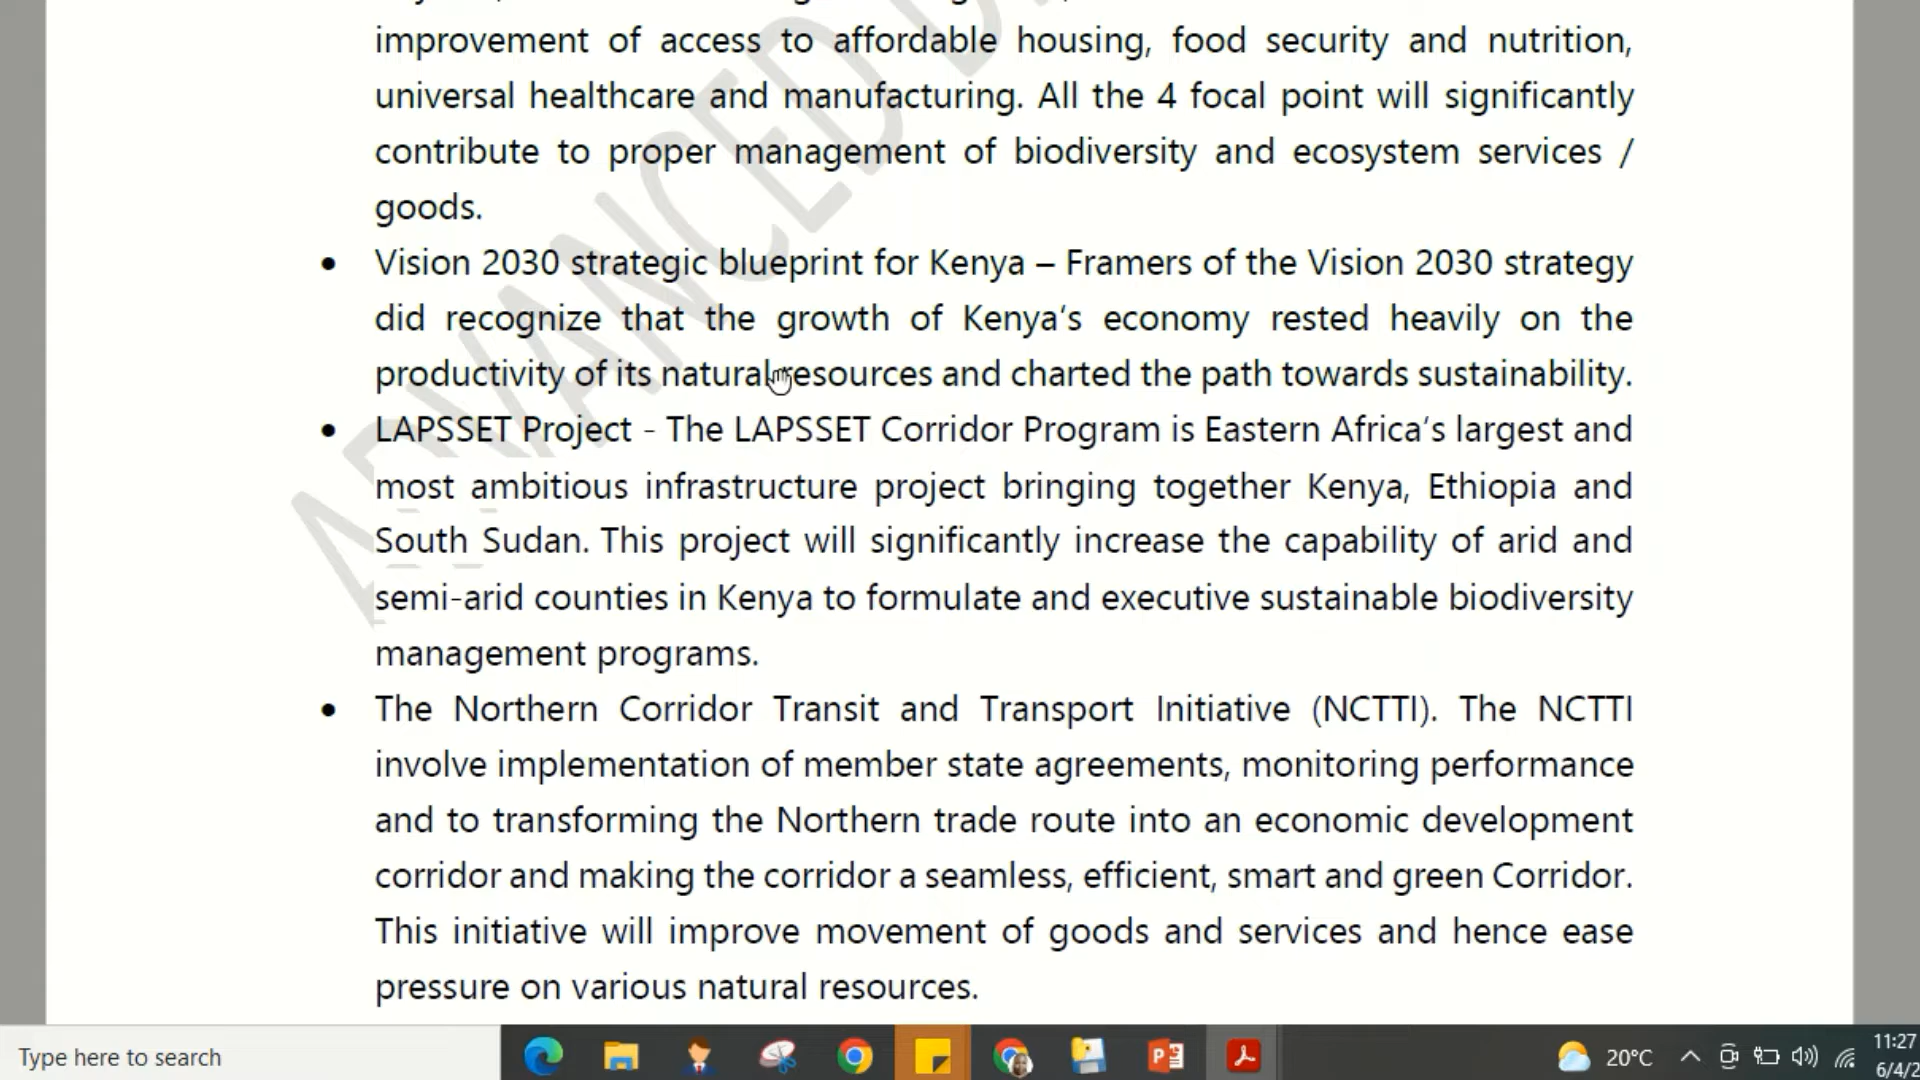 improvement of access to affordable housing, food security and nutrition,
universal healthcare and manufacturing. All the 4 focal point will significantly
contribute to proper management of biodiversity and ecosystem services /
goods.
• Vision 2030 strategic blueprint for Kenya – Framers of the Vision 2030 strategy
did recognize that the growth of Kenya's economy rested heavily on the
productivity of its natural resources and charted the path towards sustainability.
• LAPSSET Project - The LAPSSET Corridor Program is Eastern Africa's largest and
most ambitious infrastructure project bringing together Kenya, Ethiopia and
South Sudan. This project will significantly increase the capability of arid and
semi-arid counties in Kenya to formulate and executive sustainable biodiversity
management programs.
• The Northern Corridor Transit and Transport Initiative (NCTTI). The NCTTI
involve implementation of member state agreements, monitoring performance
and to transforming the Northern trade route into an economic development
corridor and making the corridor a seamless, efficient, smart and green Corridor.
This initiative will improve movement of goods and services and hence ease
pressure on various natural resources.
ADVANCED
Type here to search
20°C
11:27
6/4/2